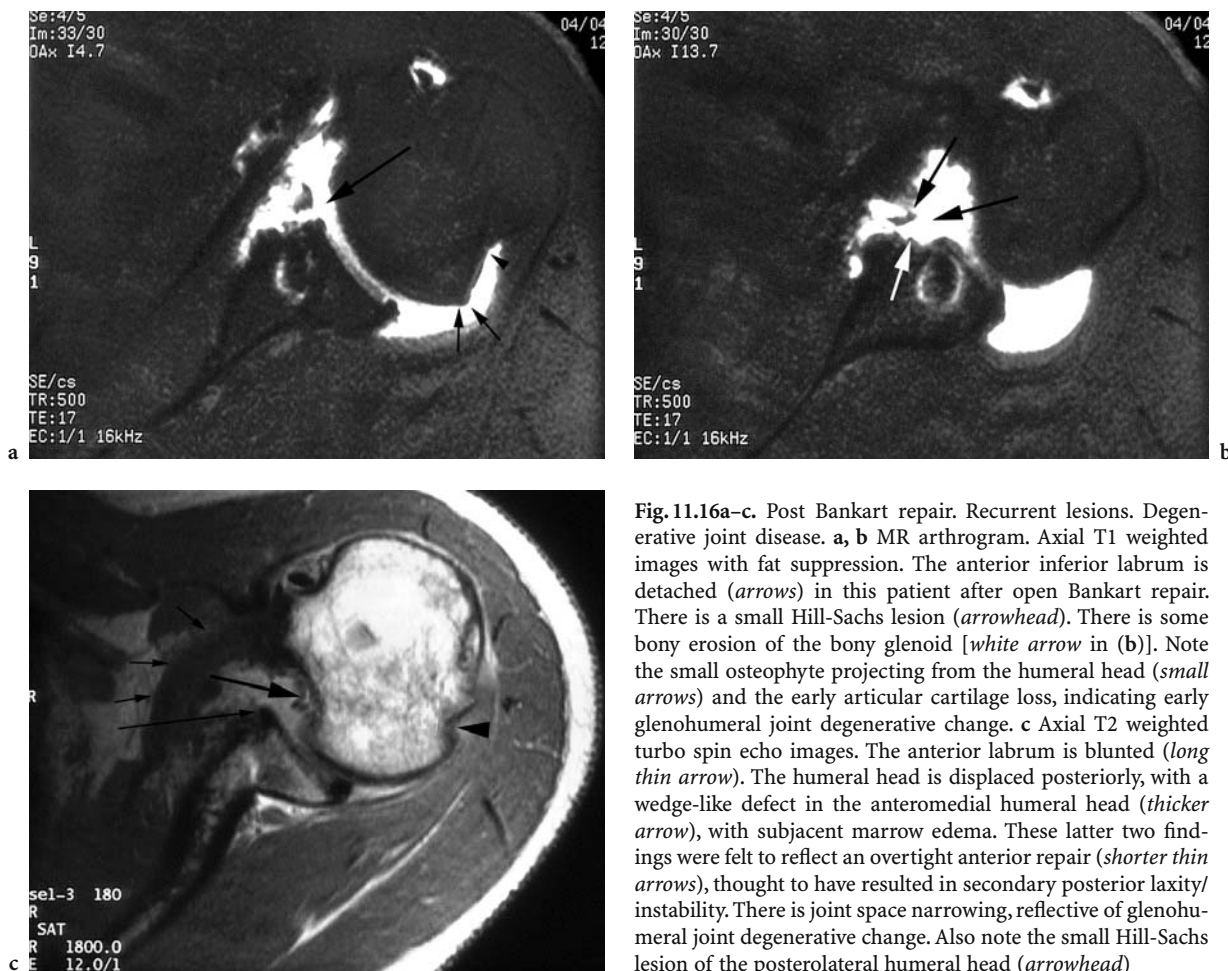 Se:4/5
Im:33/30
OAx I4.7
04/04
12
L
9
1
SE/cs
TR:500
TE:17
EC:1/1 16kHz
a
Se:4/5
Im:30/30
OAx I13.7
04/04
12
L
9
1
SE/cs
TR:500
TE:17
EC:1/1 16kHz
b
R
sel-3 180
R
SAT
R 1800.0
E 12.0/1
c
Fig. 11.16a–c. Post Bankart repair. Recurrent lesions. Degen-
erative joint disease. a, b MR arthrogram. Axial T1 weighted
images with fat suppression. The anterior inferior labrum is
detached (arrows) in this patient after open Bankart repair.
There is a small Hill-Sachs lesion (arrowhead). There is some
bony erosion of the bony glenoid [white arrow in (b)]. Note
the small osteophyte projecting from the humeral head (small
arrows) and the early articular cartilage loss, indicating early
glenohumeral joint degenerative change. c Axial T2 weighted
turbo spin echo images. The anterior labrum is blunted (long
thin arrow). The humeral head is displaced posteriorly, with a
wedge-like defect in the anteromedial humeral head (thicker
arrow), with subjacent marrow edema. These latter two find-
ings were felt to reflect an overtight anterior repair (shorter thin
arrows), thought to have resulted in secondary posterior laxity/
instability. There is joint space narrowing, reflective of glenohu-
meral joint degenerative change. Also note the small Hill-Sachs
lesion of the posterolateral humeral head (arrowhead)